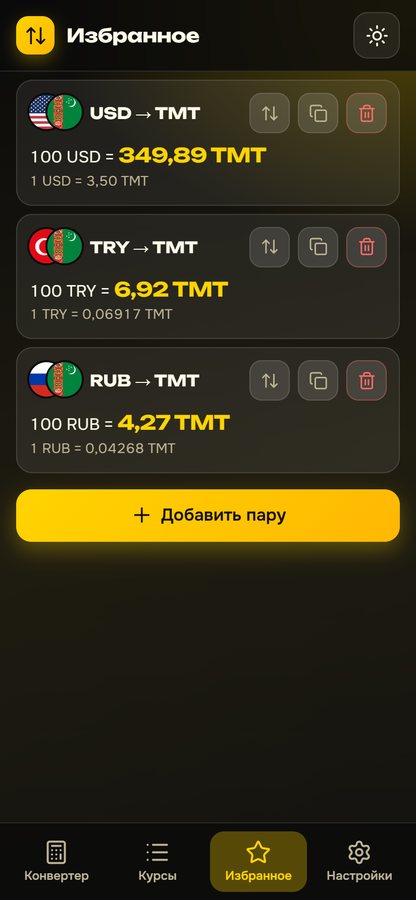 Избранное
USD→TMT
100 USD = 349,89 TMT
1 USD = 3,50 TMT
TRY→TMT
100 TRY = 6,92 TMT
1 TRY = 0,06917 TMT
RUB→TMT
100 RUB = 4,27 TMT
1 RUB = 0,04268 TMT
+ Добавить пару
Конвертер Курсы Избранное Настройки